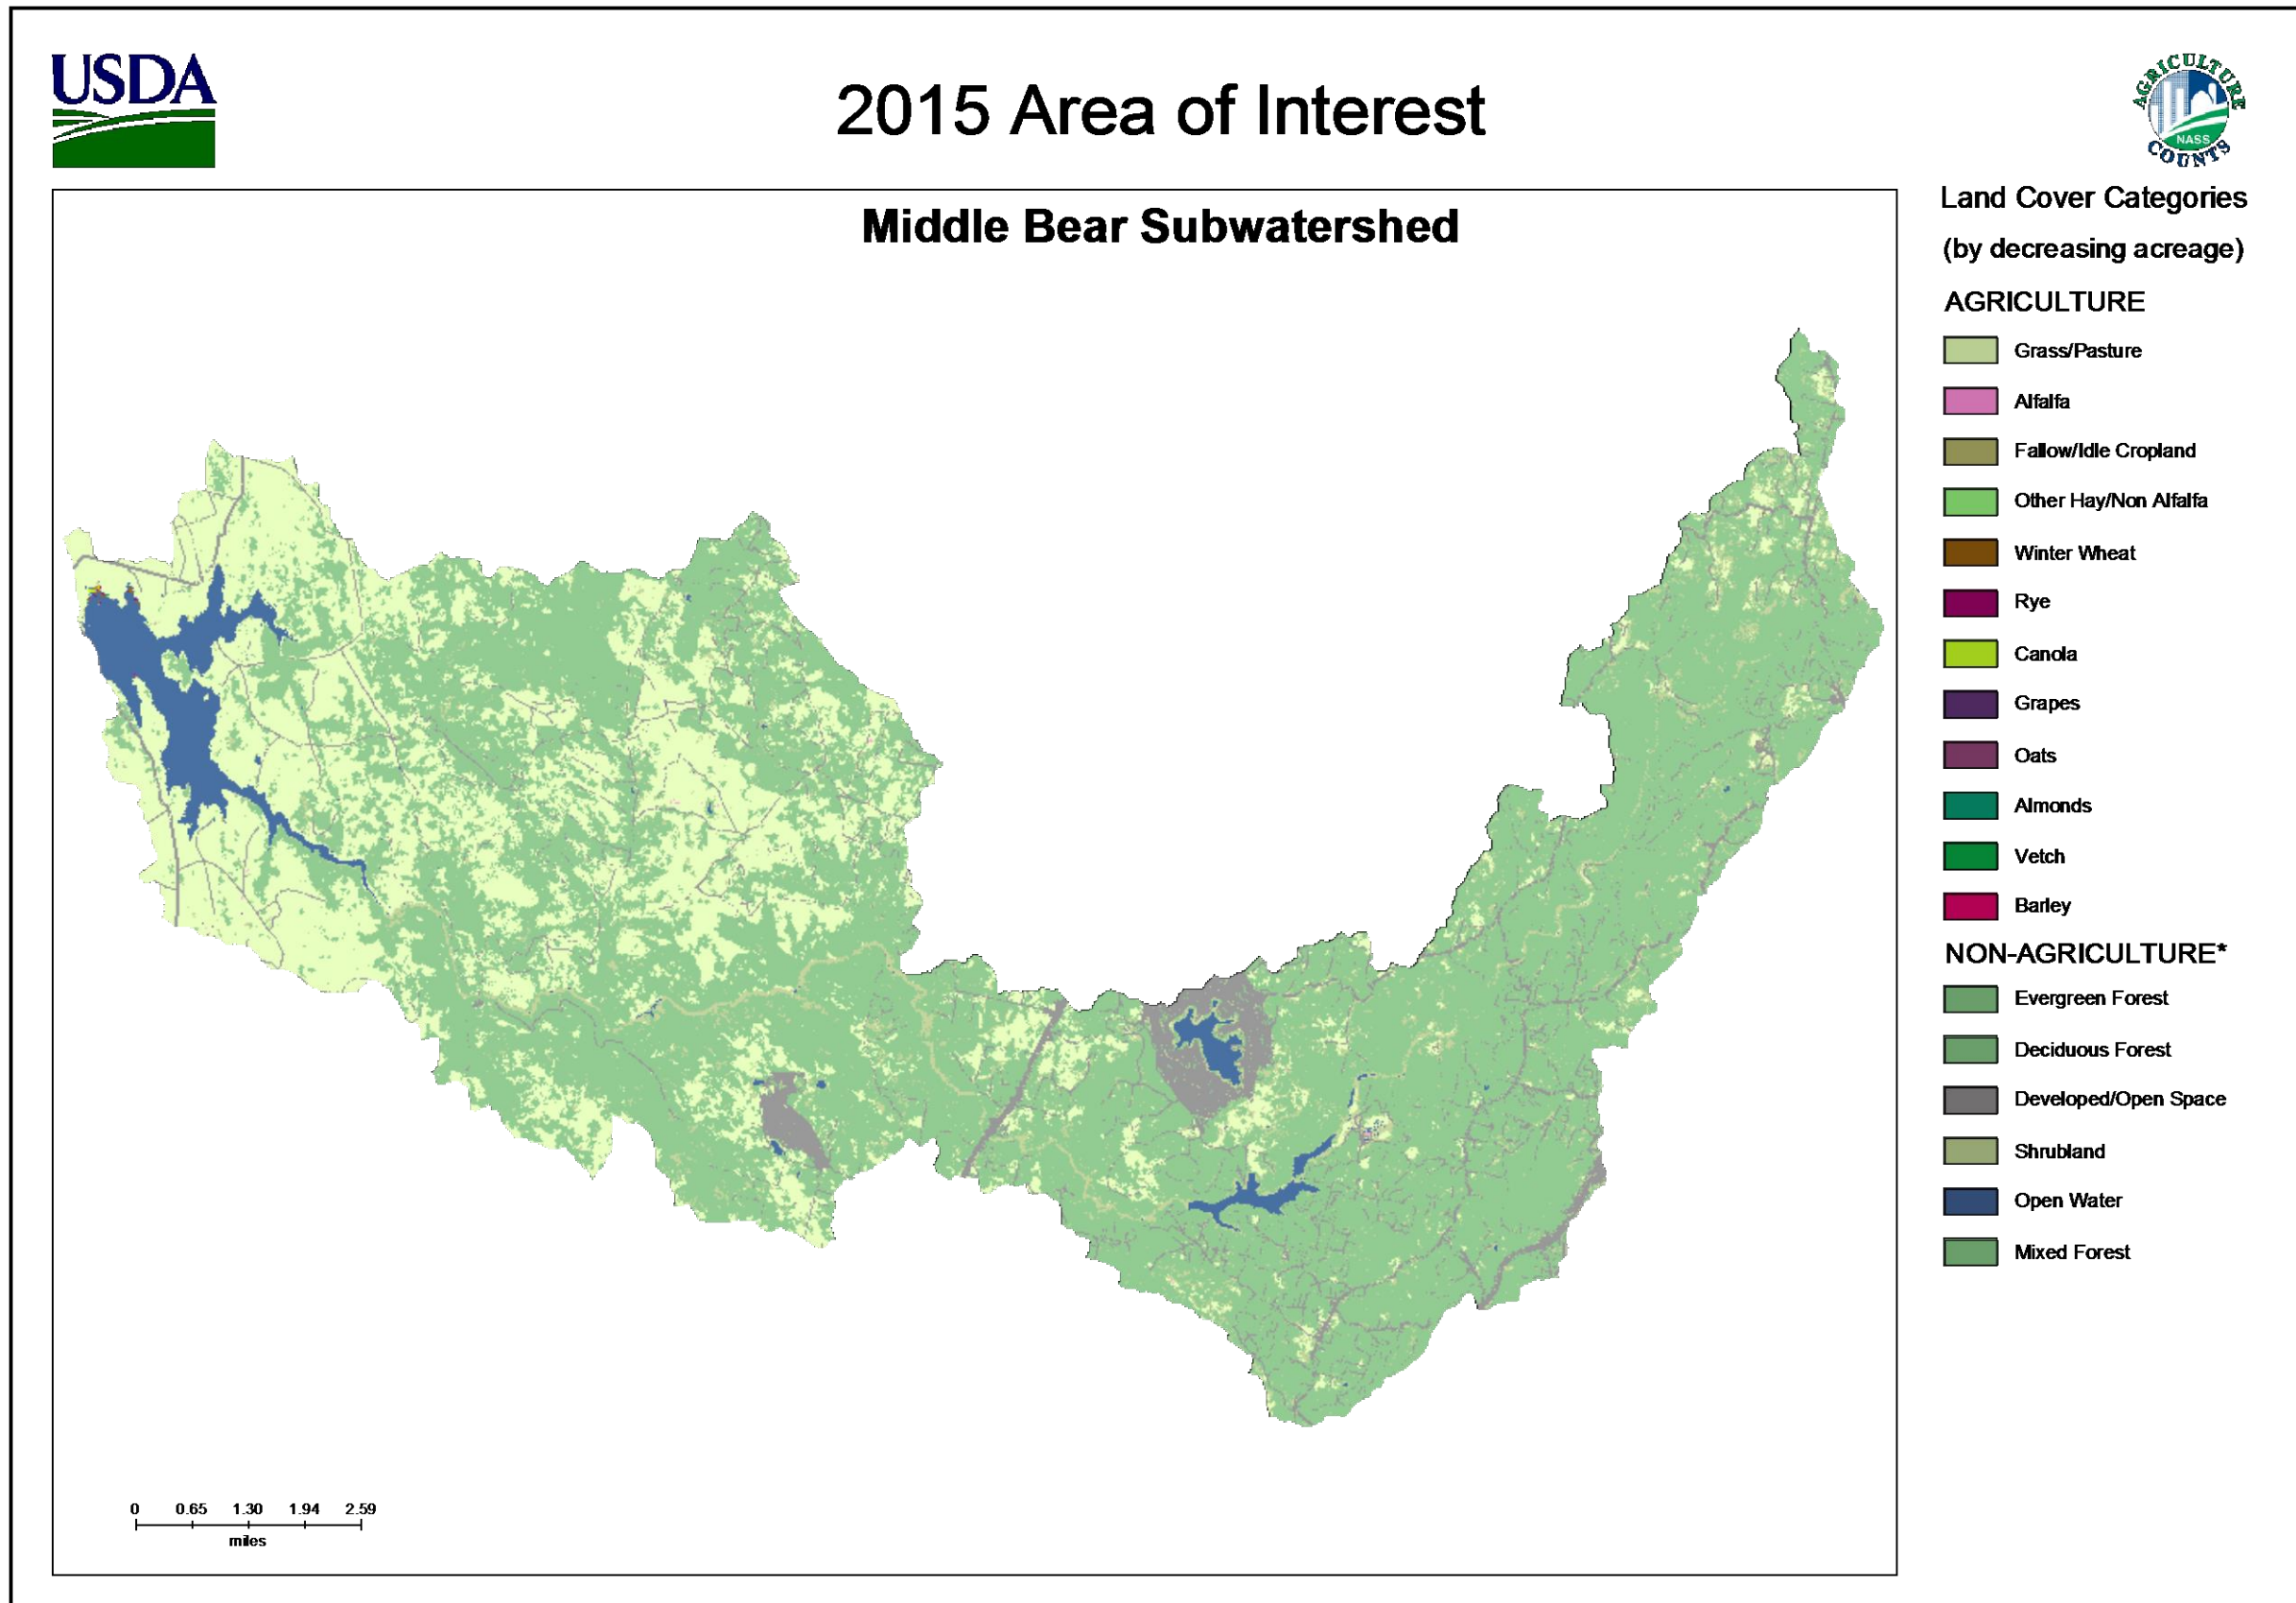 USDA
2015 Area of Interest
AGRICULTURE
NASS
COUNTS
Middle Bear Subwatershed
Land Cover Categories
(by decreasing acreage)
AGRICULTURE
Grass/Pasture
Alfalfa
Fallow/Idle Cropland
Other Hay/Non Alfalfa
Winter Wheat
Rye
Canola
Grapes
Oats
Almonds
Vetch
Barley
NON-AGRICULTURE*
Evergreen Forest
Deciduous Forest
Developed/Open Space
Shrubland
Open Water
Mixed Forest
0 0.65 1.30 1.94 2.59
miles